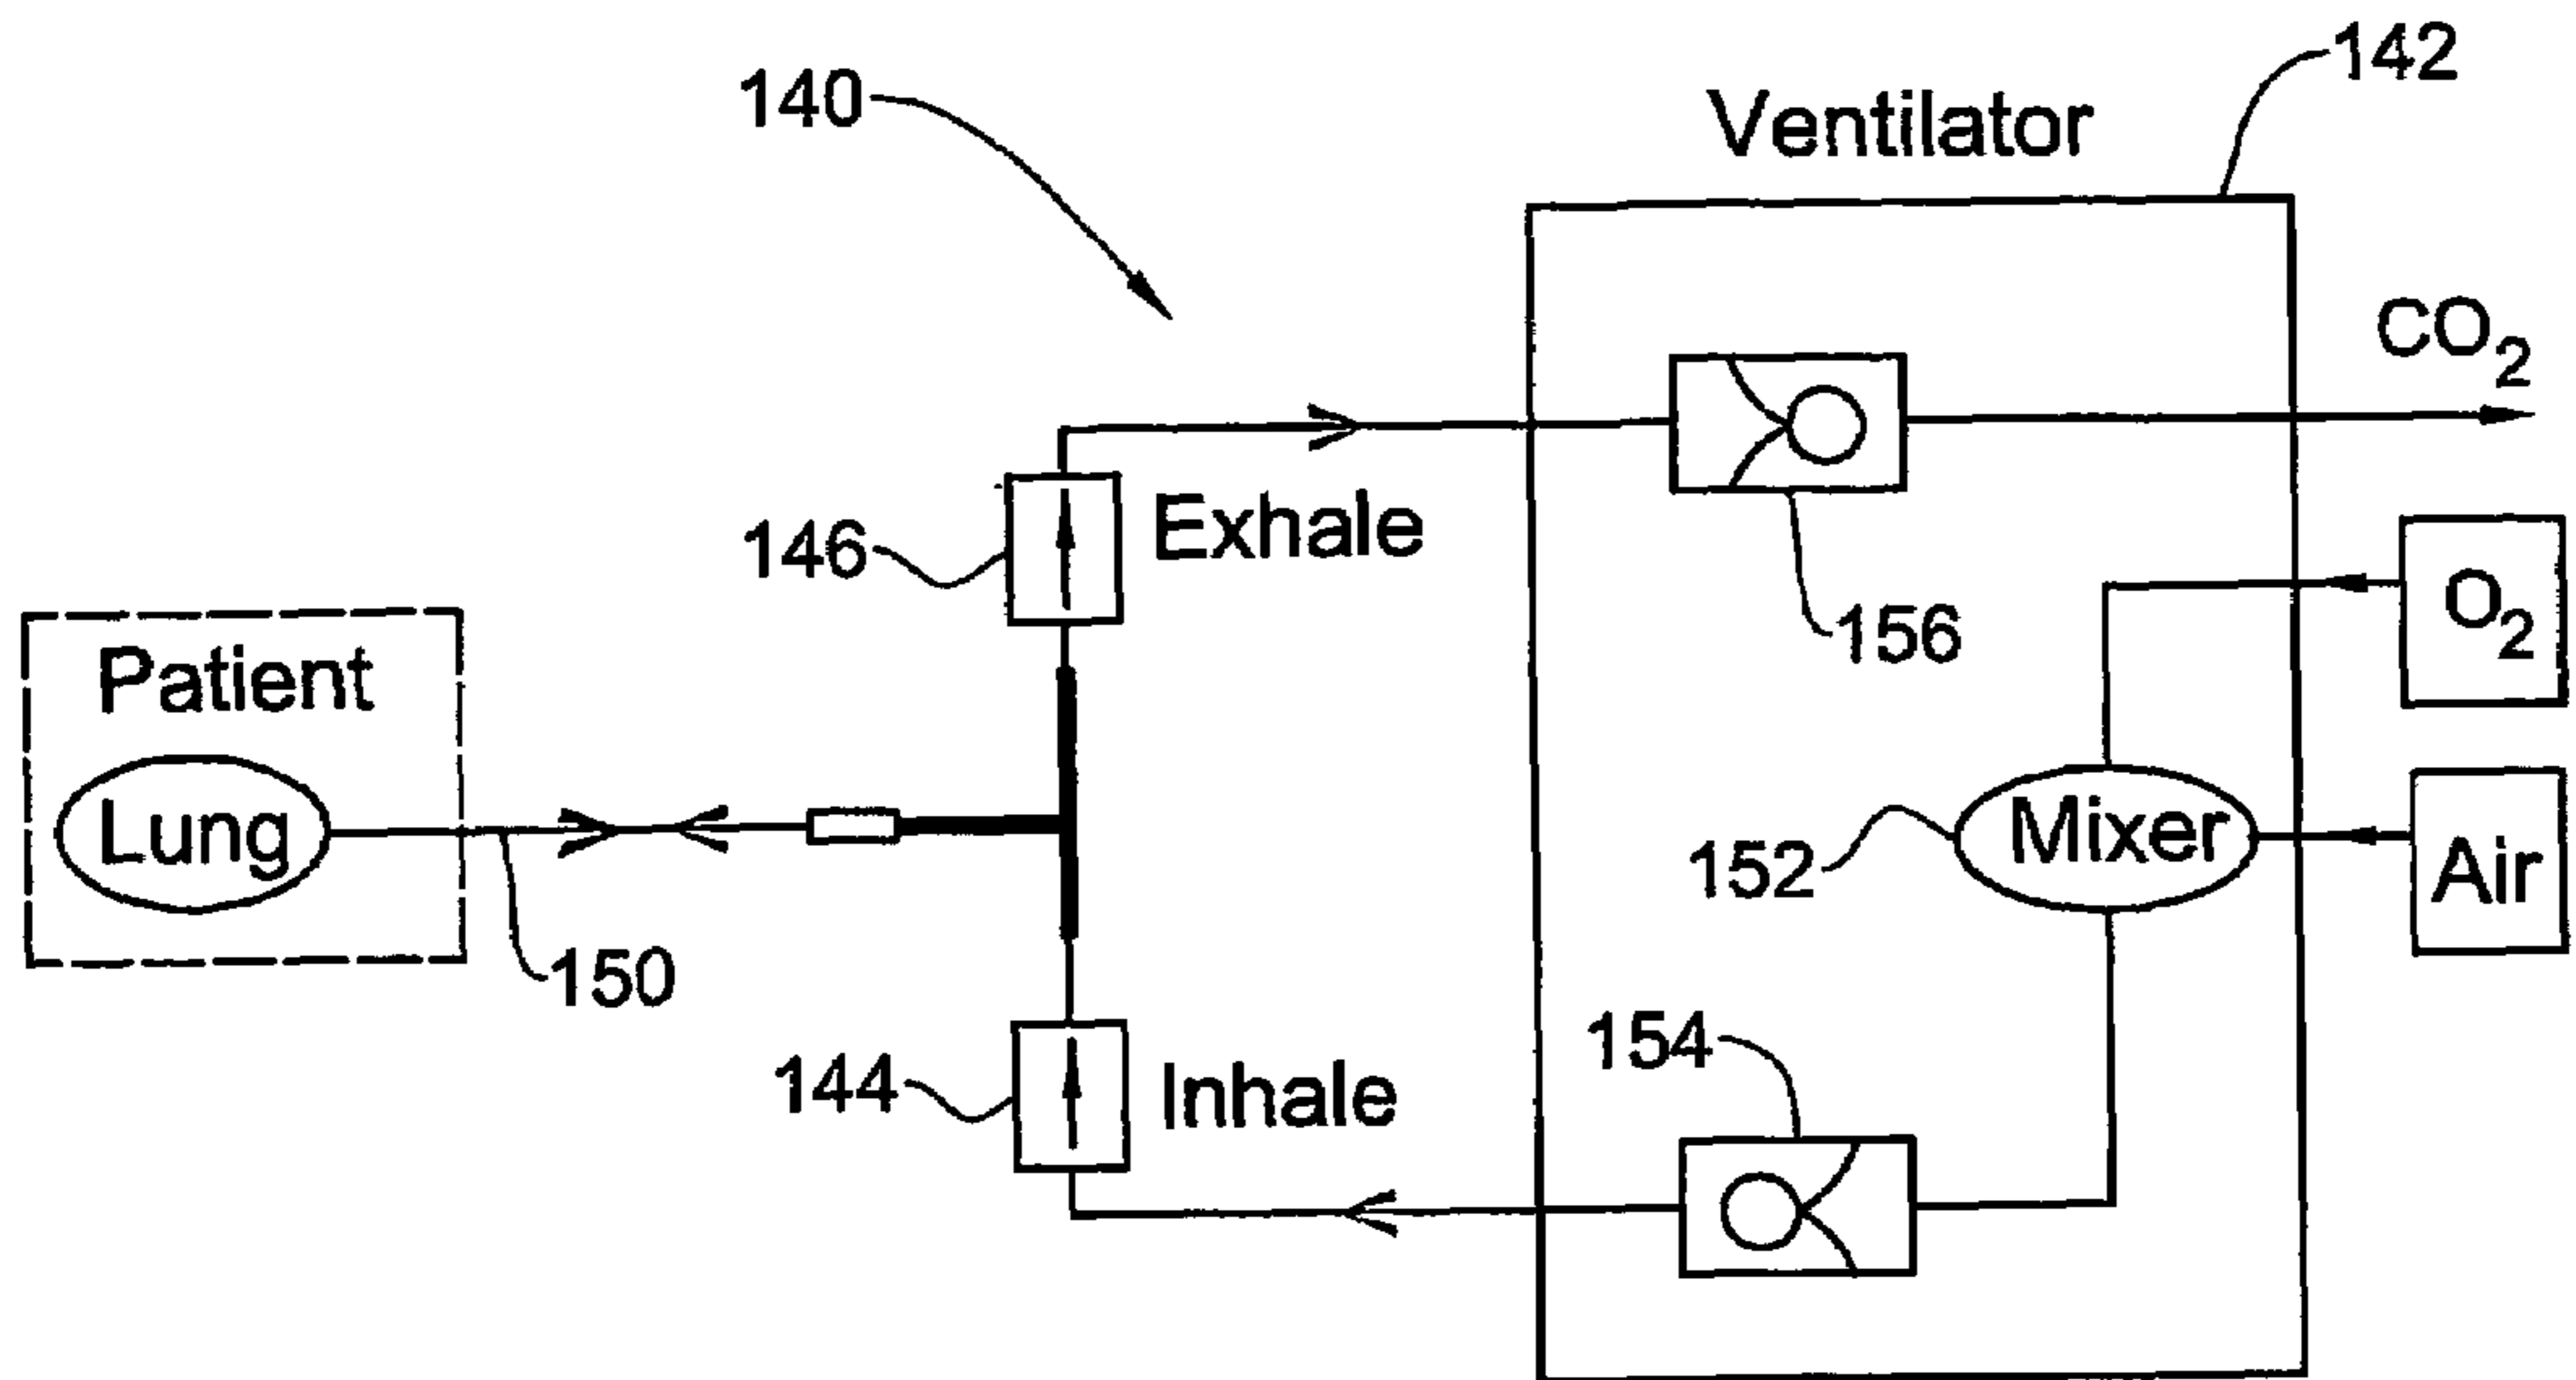 142
140
Ventilator
CO2
146
Exhale
156
O2
Patient
Lung
150
152
Mixer
Air
154
144
Inhale